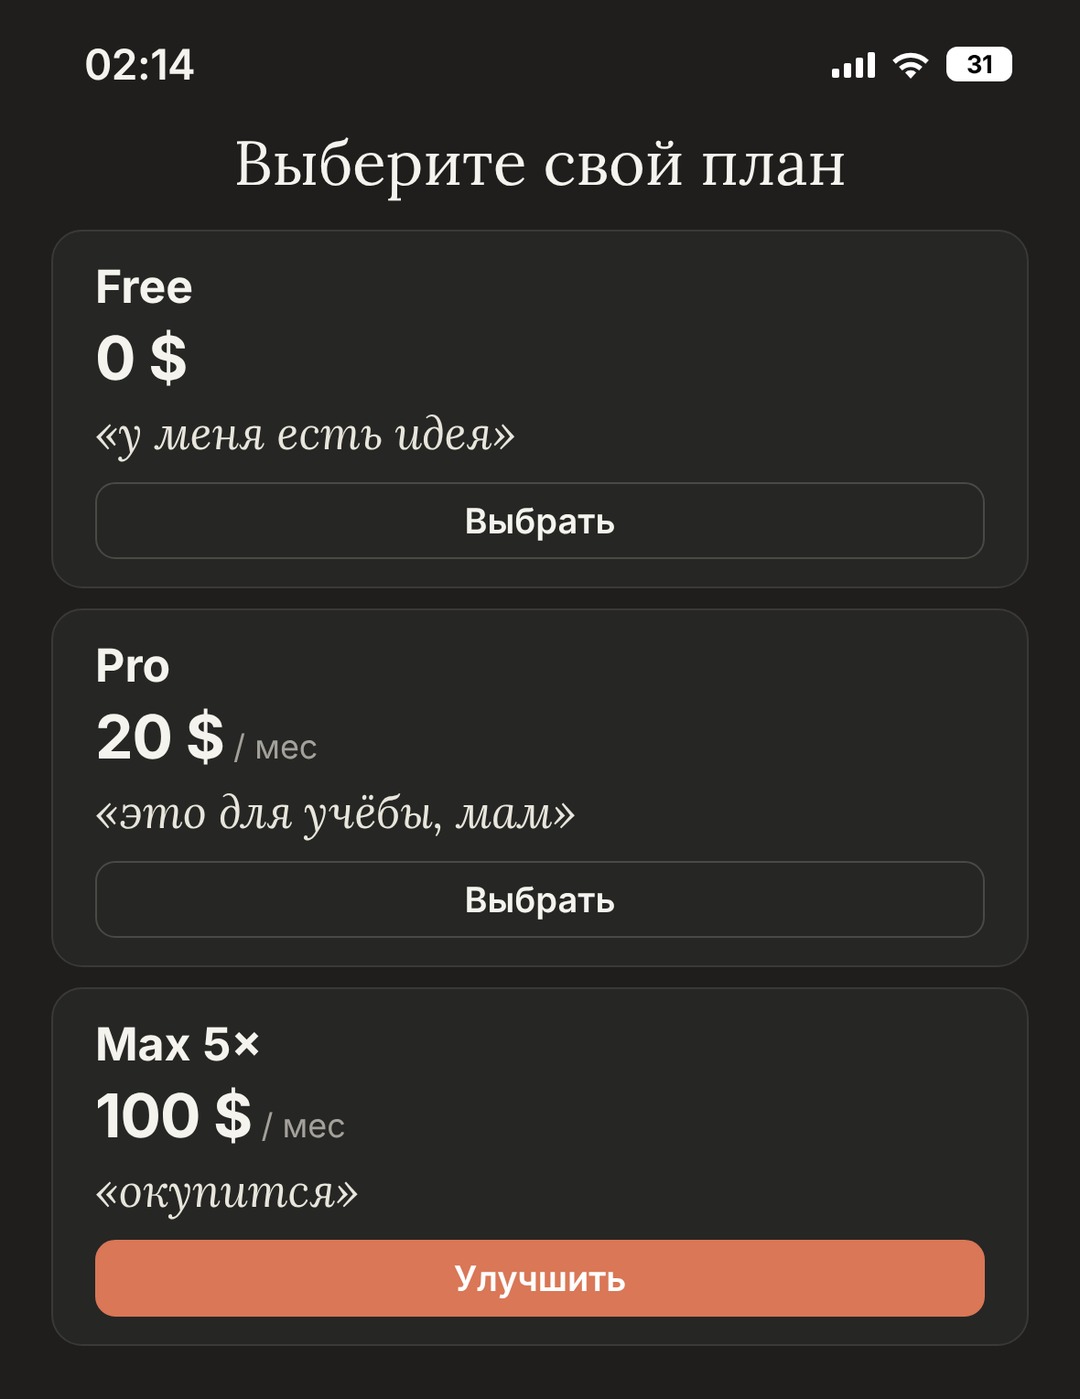 02:14
31
Выберите свой план
Free
0 $
«у меня есть идея»
Выбрать
Pro
20 $ / мес
«это для учёбы, мам»
Выбрать
Max 5×
100 $ / мес
«окупится»
Улучшить